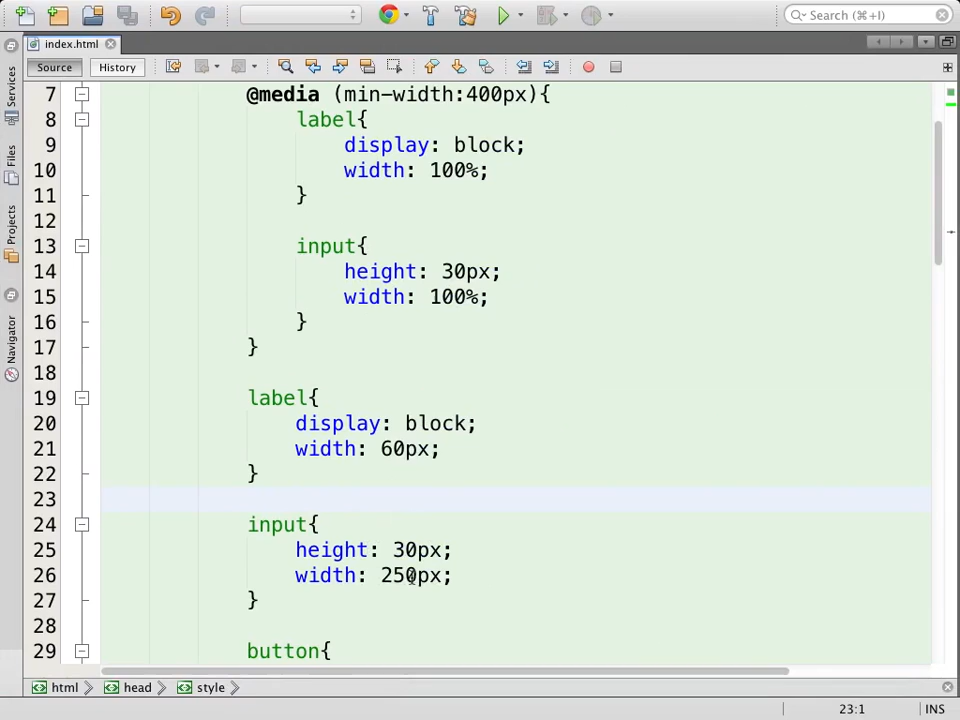 Search (⌘+I)
index.html
Source
History
7 @media (min-width:400px){
8 label{
9 display: block;
10 width: 100%;
11 }
12
13 input{
14 height: 30px;
15 width: 100%;
16 }
17 }
18
19 label{
20 display: block;
21 width: 60px;
22 }
23
24 input{
25 height: 30px;
26 width: 250px;
27 }
28
29 button{
Services
Files
Projects
Navigator
html
head
style
23:1
INS